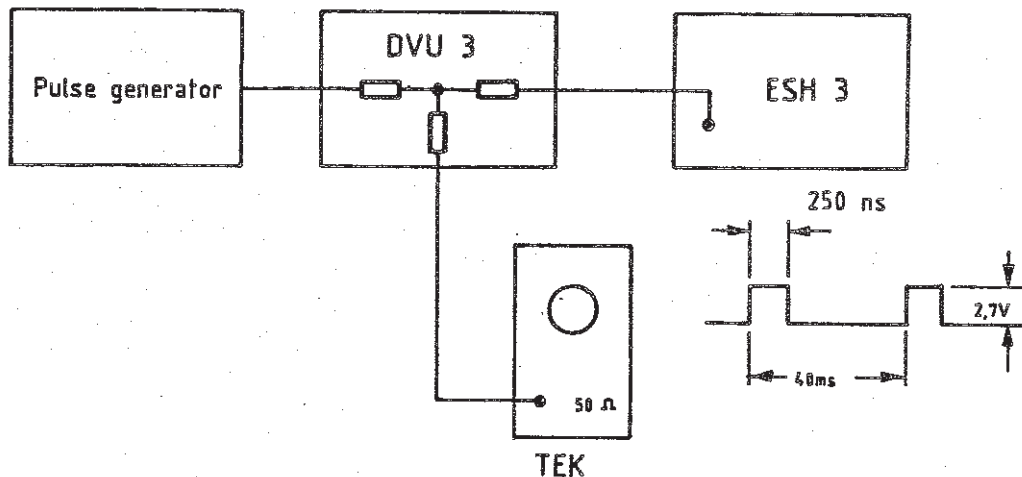 Pulse generator
DVU 3
ESH 3
250 ns
2,7V
40ms
50 Ω
TEK